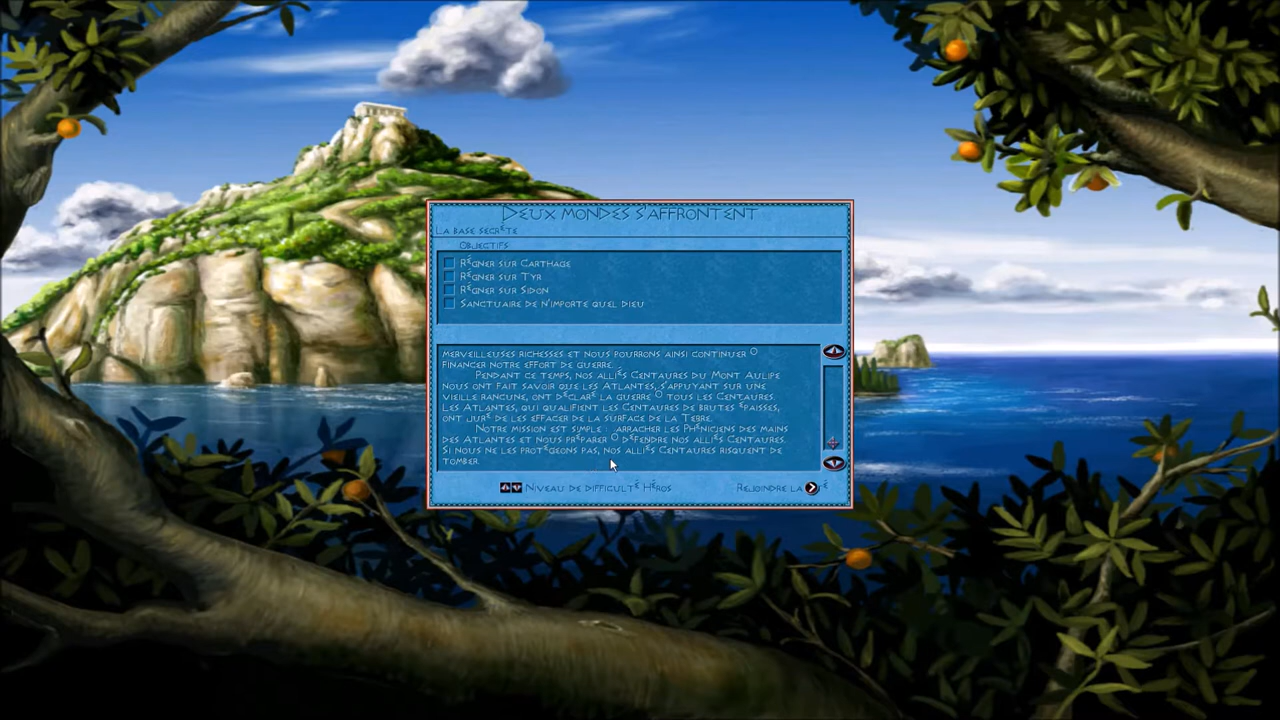 Deux mondes s'affrontent
La base secrète
Objectifs
Régner sur Carthage
Régner sur Tyr
Régner sur Sidon
Sanctuaire de n'importe quel dieu
merveilleuses richesses et nous pourrons ainsi continuer à
financer notre effort de guerre.
Pendant ce temps, nos alliés Centaures du Mont Aulipe
nous ont fait savoir que les Atlantes, s'appuyant sur une
vieille rancune, ont déclaré la guerre à tous les Centaures.
Les Atlantes, qui qualifient les Centaures de brutes épaisses,
ont juré de les effacer de la surface de la Terre.
Notre mission est simple : arracher les Phéniciens des mains
des Atlantes et nous préparer à défendre nos alliés Centaures.
Si nous ne les protégeons pas, nos alliés Centaures risquent de
tomber.
Niveau de difficulté Héros
Rejoindre la